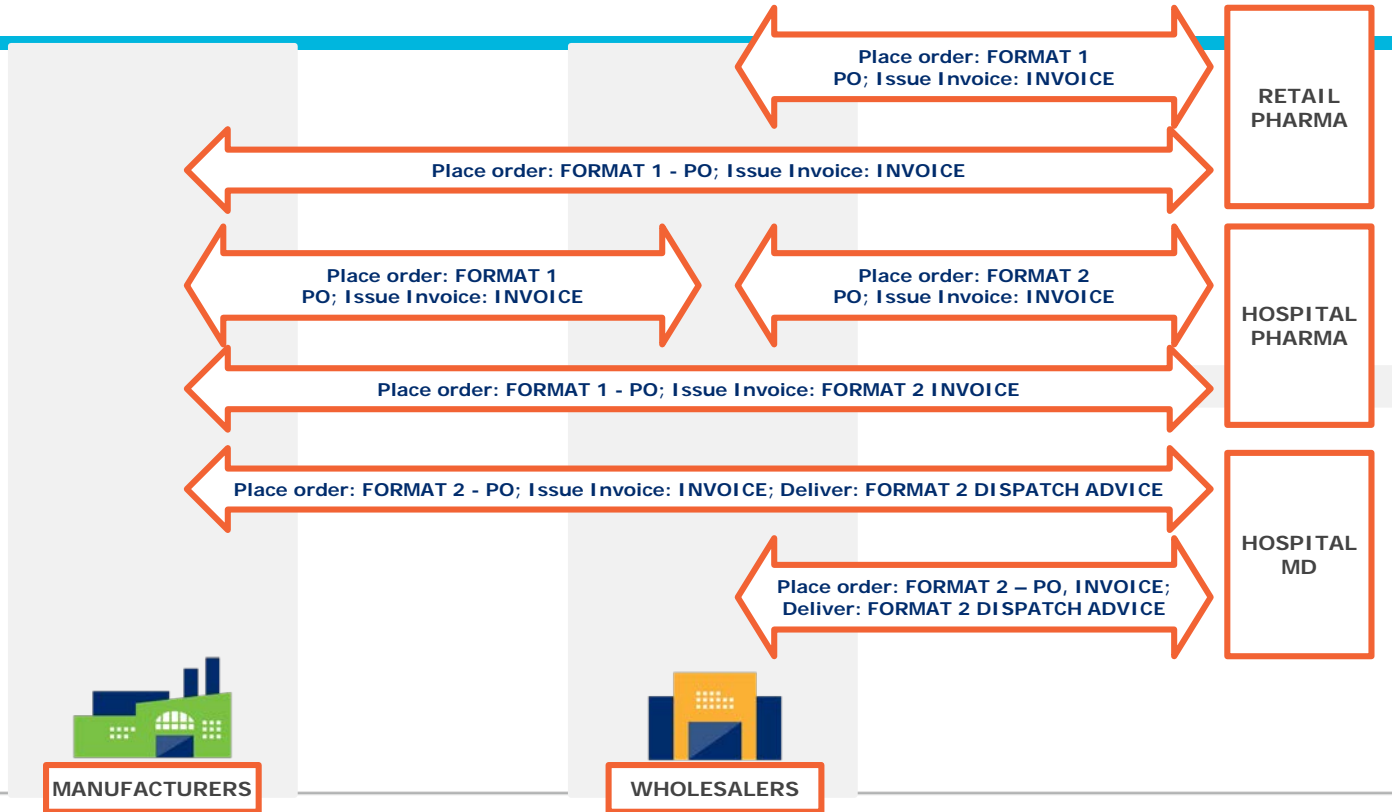 Place order: FORMAT 1
PO; Issue Invoice: INVOICE
RETAIL
PHARMA
Place order: FORMAT 1 - PO; Issue Invoice: INVOICE
Place order: FORMAT 1
PO; Issue Invoice: INVOICE
Place order: FORMAT 2
PO; Issue Invoice: INVOICE
HOSPITAL
PHARMA
Place order: FORMAT 1 - PO; Issue Invoice: FORMAT 2 INVOICE
Place order: FORMAT 2 - PO; Issue Invoice: INVOICE; Deliver: FORMAT 2 DISPATCH ADVICE
HOSPITAL
MD
Place order: FORMAT 2 – PO, INVOICE;
Deliver: FORMAT 2 DISPATCH ADVICE
MANUFACTURERS
WHOLESALERS